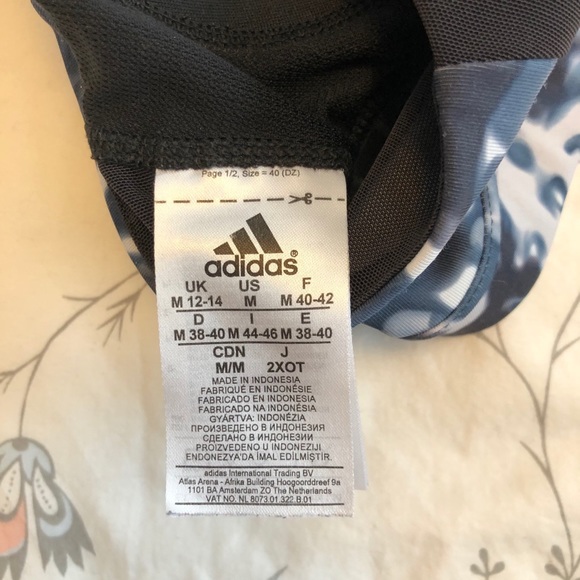 Page 1/2, Size = 40 (DZ)
adidas®
UK US F
M 12-14 M M 40-42
D I E
M 38-40 M 44-46 M 38-40
CDN J
M/M 2XOT
MADE IN INDONESIA
FABRIQUÉ EN INDONÉSIE
FABRICADO EN INDONESIA
FABRICADO NA INDONÉSIA
GYÁRTVA: INDONÉZIA
ПРОИЗВЕДЕНО В ИНДОНЕЗИЯ
СДЕЛАНО В ИНДОНЕЗИИ
PROIZVEDENO U INDONEZIJI
ENDONEZYA'DA İMAL EDİLMİŞTİR.
adidas International Trading BV
Atlas Arena - Afrika Building Hoogoorddreef 9a
1101 BA Amsterdam ZO The Netherlands
VAT NO. NL 8073.01.322.B.01